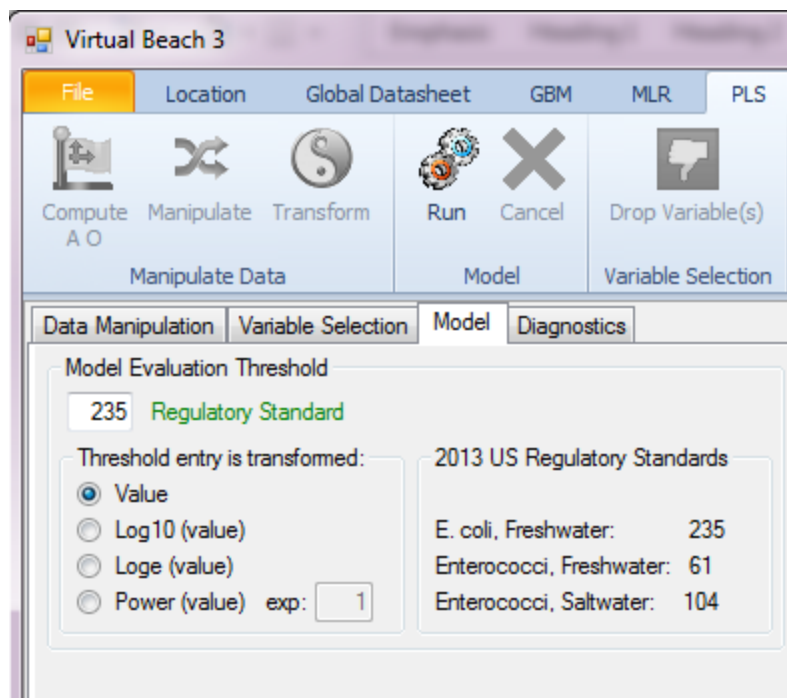 Virtual Beach 3
File Location Global Datasheet GBM MLR PLS
Compute A O Manipulate Transform Run Cancel Drop Variable(s)
Manipulate Data Model Variable Selection
Data Manipulation Variable Selection Model Diagnostics
Model Evaluation Threshold
235 Regulatory Standard
Threshold entry is transformed:
Value
Log10 (value)
Loge (value)
Power (value) exp: 1
2013 US Regulatory Standards
E. coli, Freshwater: 235
Enterococci, Freshwater: 61
Enterococci, Saltwater: 104